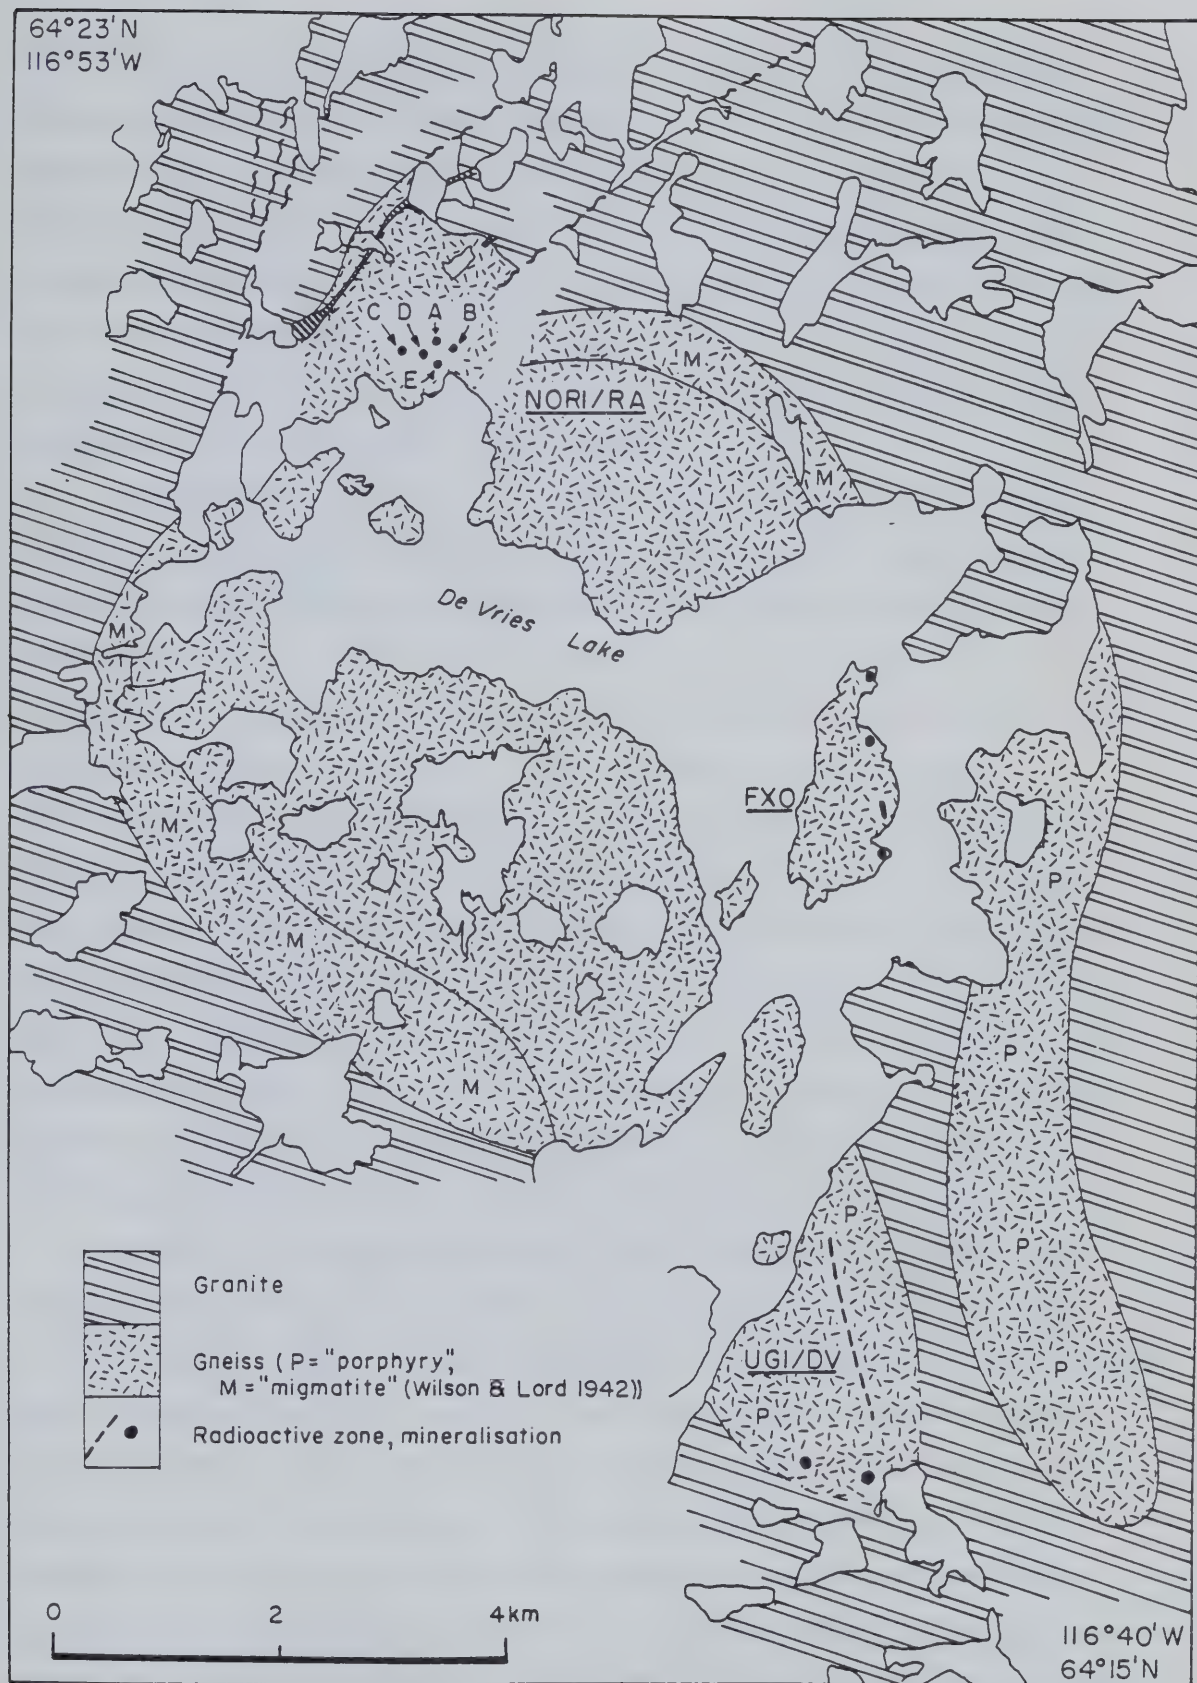 64°23'N
116°53'W
C D A B
E
M
NORI/RA
M
De Vries Lake
M
FXO
M
P
M
P
M
P
P
UGI/DV
P
P
Granite
Gneiss (P="porphyry",
M="migmatite" (Wilson & Lord 1942))
Radioactive zone, mineralisation
0 2 4km
116°40'W
64°15'N